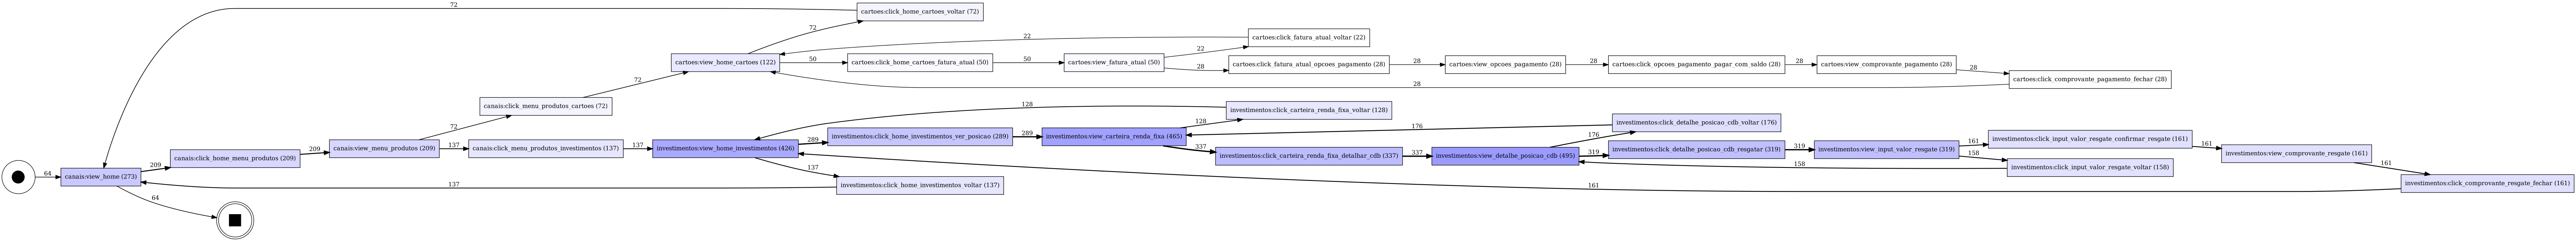 72
cartoes:click_home_cartoes_voltar (72)
72
22
cartoes:click_fatura_atual_voltar (22)
22
cartoes:view_home_cartoes (122)
50
cartoes:click_home_cartoes_fatura_atual (50)
50
cartoes:view_fatura_atual (50)
28
cartoes:click_fatura_atual_opcoes_pagamento (28)
28
cartoes:view_opcoes_pagamento (28)
28
cartoes:click_opcoes_pagamento_pagar_com_saldo (28)
28
cartoes:view_comprovante_pagamento (28)
28
cartoes:click_comprovante_pagamento_fechar (28)
28
72
canais:click_menu_produtos_cartoes (72)
72
128
investimentos:click_carteira_renda_fixa_voltar (128)
128
176
investimentos:click_detalhe_posicao_cdb_voltar (176)
176
64
canais:view_home (273)
209
canais:click_home_menu_produtos (209)
209
canais:view_menu_produtos (209)
137
canais:click_menu_produtos_investimentos (137)
137
investimentos:view_home_investimentos (426)
289
investimentos:click_home_investimentos_ver_posicao (289)
289
investimentos:view_carteira_renda_fixa (465)
337
investimentos:click_carteira_renda_fixa_detalhar_cdb (337)
337
investimentos:view_detalhe_posicao_cdb (495)
319
investimentos:click_detalhe_posicao_cdb_resgatar (319)
319
investimentos:view_input_valor_resgate (319)
161
investimentos:click_input_valor_resgate_confirmar_resgate (161)
161
investimentos:view_comprovante_resgate (161)
161
158
investimentos:click_input_valor_resgate_voltar (158)
158
137
investimentos:click_home_investimentos_voltar (137)
137
161
investimentos:click_comprovante_resgate_fechar (161)
64